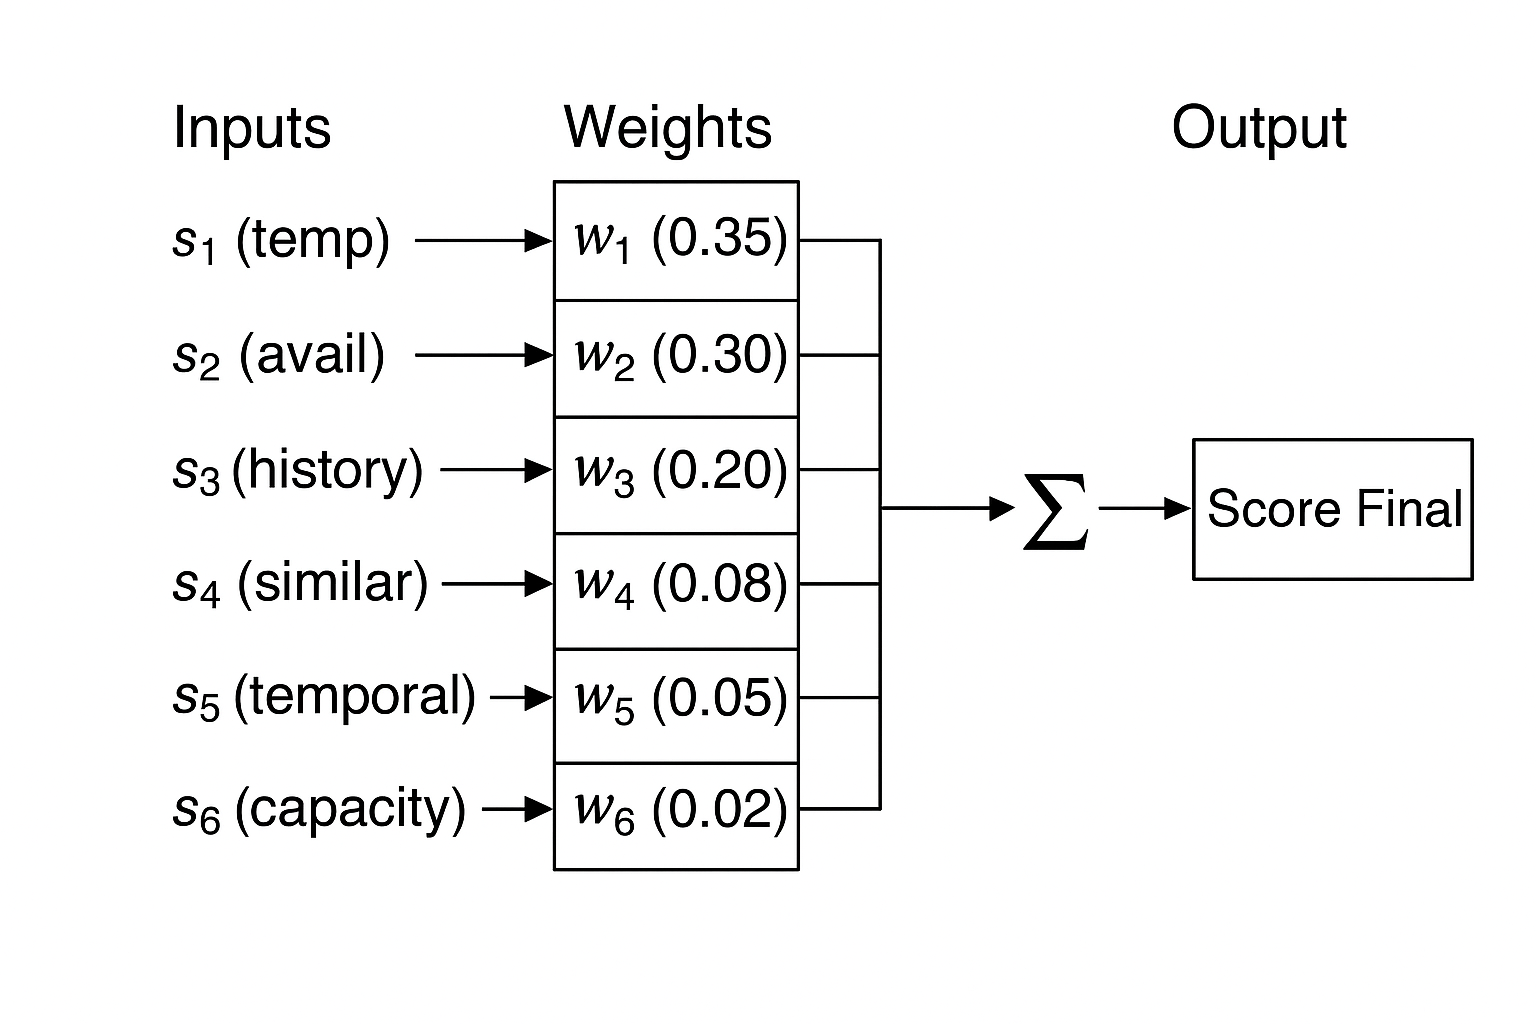 Inputs Weights Output
s₁ (temp) w₁ (0.35)
s₂ (avail) w₂ (0.30)
s₃ (history) w₃ (0.20)
Σ Score Final
s₄ (similar) w₄ (0.08)
s₅ (temporal) w₅ (0.05)
s₆ (capacity) w₆ (0.02)